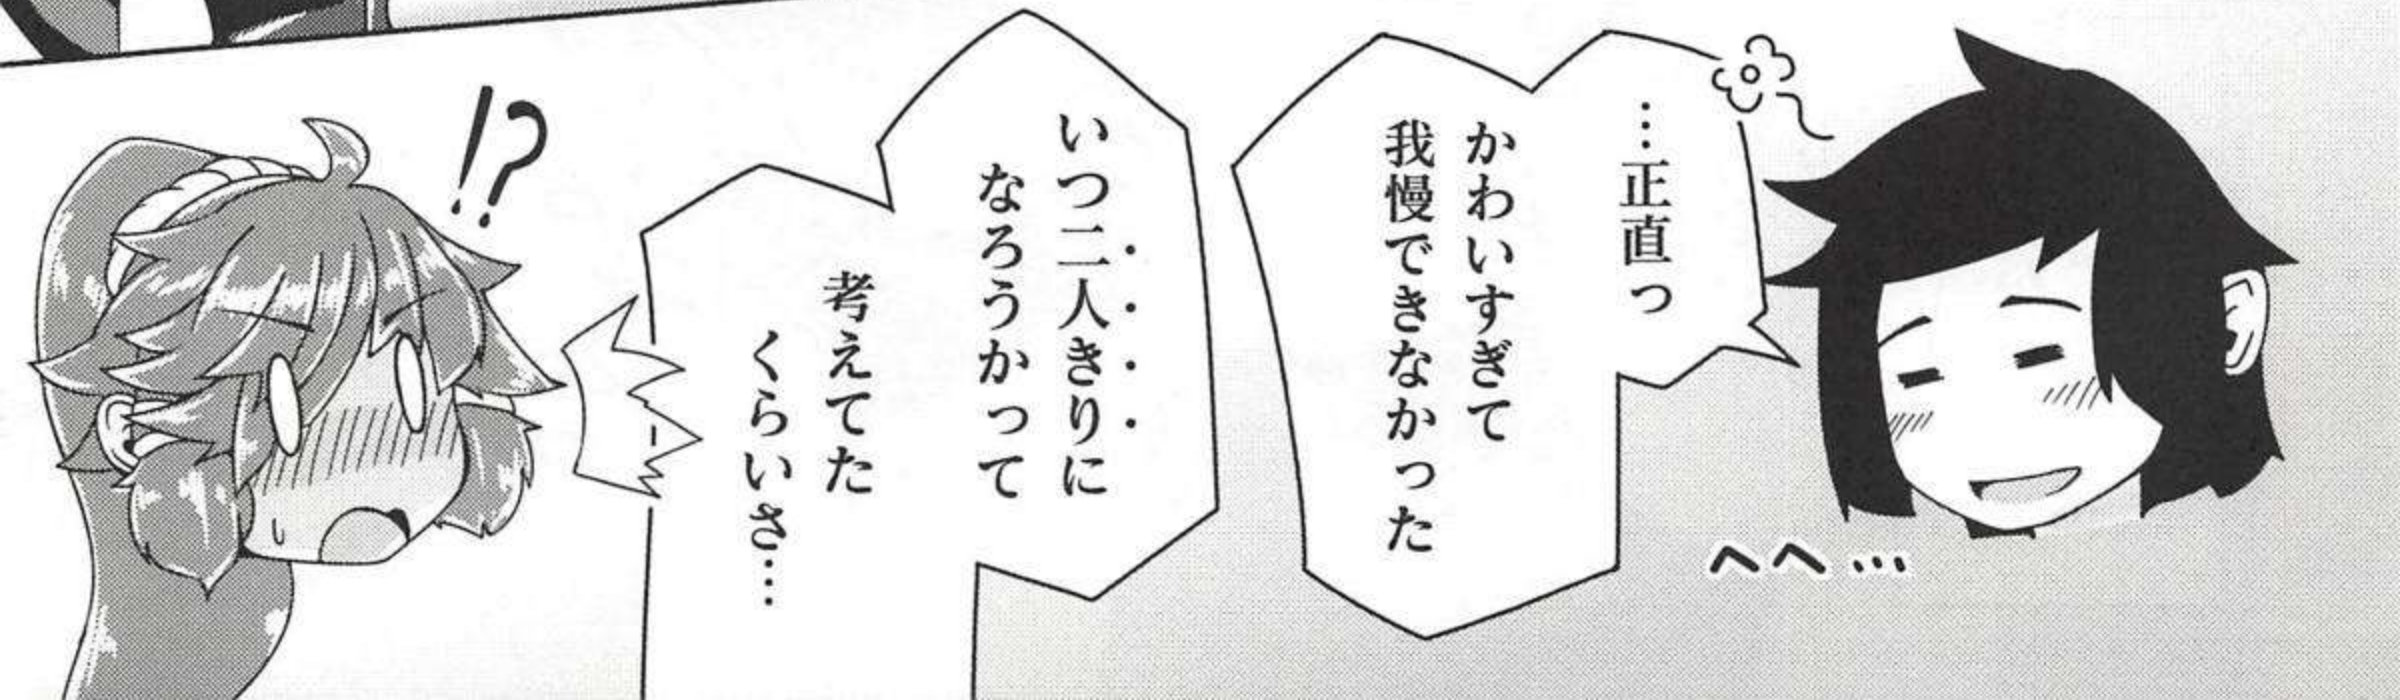 …正直っ
かわいすぎて
我慢できなかった
いつ二人きりに
なろうかって
考えてた
くらいさ…
へへ…
!?